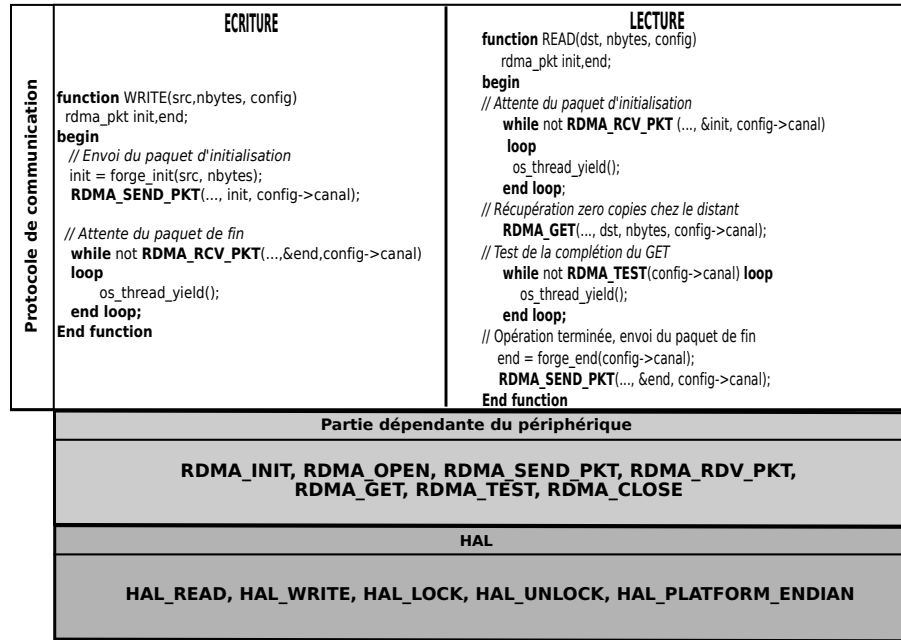 Protocole de communication
ECRITURE
function WRITE(src,nbytes, config)
rdma_pkt init,end;
begin
// Envoi du paquet d'initialisation
init = forge_init(src, nbytes);
RDMA_SEND_PKT(..., init, config->canal);
// Attente du paquet de fin
while not RDMA_RCV_PKT(...,&end,config->canal)
loop
os_thread_yield();
end loop;
End function
LECTURE
function READ(dst, nbytes, config)
rdma_pkt init,end;
begin
// Attente du paquet d'initialisation
while not RDMA_RCV_PKT (..., &init, config->canal)
loop
os_thread_yield();
end loop;
// Récupération zero copies chez le distant
RDMA_GET(..., dst, nbytes, config->canal);
// Test de la complétion du GET
while not RDMA_TEST(config->canal) loop
os_thread_yield();
end loop;
// Opération terminée, envoi du paquet de fin
end = forge_end(config->canal);
RDMA_SEND_PKT(..., &end, config->canal);
End function
Partie dépendante du périphérique
RDMA_INIT, RDMA_OPEN, RDMA_SEND_PKT, RDMA_RDV_PKT,
RDMA_GET, RDMA_TEST, RDMA_CLOSE
HAL
HAL_READ, HAL_WRITE, HAL_LOCK, HAL_UNLOCK, HAL_PLATFORM_ENDIAN